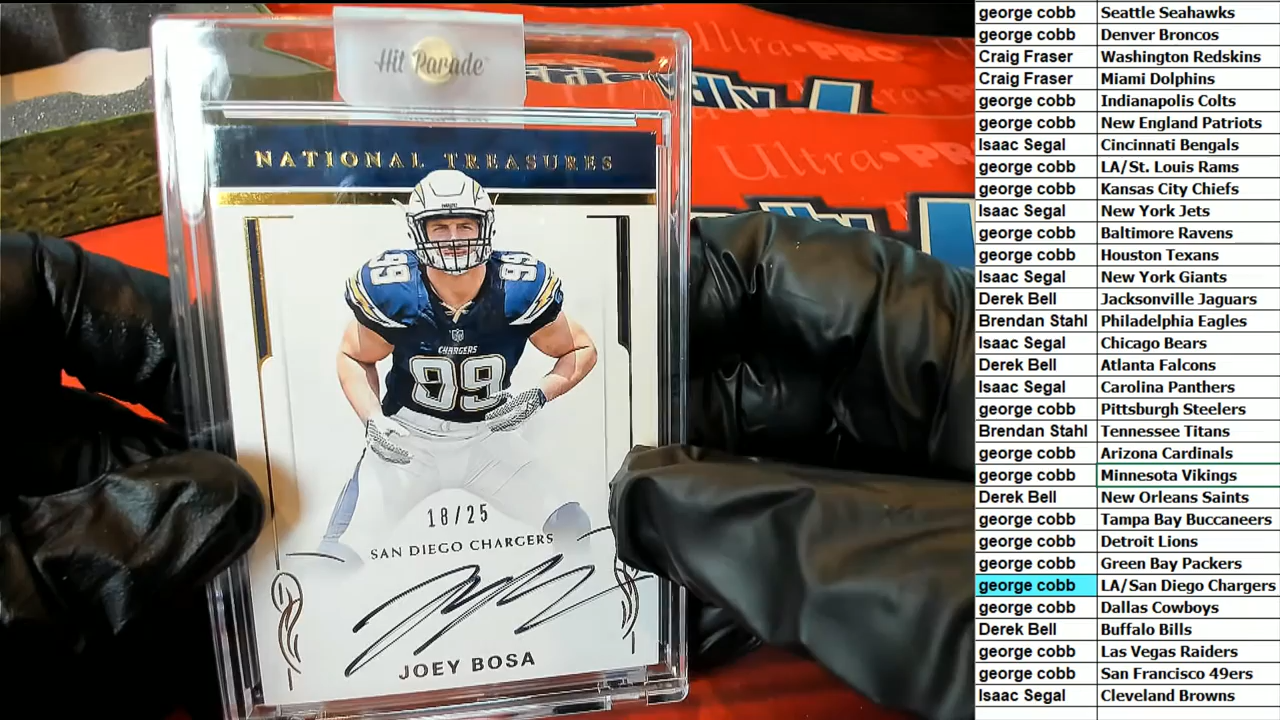 Hit Parade
NATIONAL TREASURES
99 99
CHARGERS
99
18/25
SAN DIEGO CHARGERS
JOEY BOSA
Ultra•PRO
Ultra•PRO
george cobb Seattle Seahawks
george cobb Denver Broncos
Craig Fraser Washington Redskins
Craig Fraser Miami Dolphins
george cobb Indianapolis Colts
george cobb New England Patriots
Isaac Segal Cincinnati Bengals
george cobb LA/St. Louis Rams
george cobb Kansas City Chiefs
Isaac Segal New York Jets
george cobb Baltimore Ravens
george cobb Houston Texans
Isaac Segal New York Giants
Derek Bell Jacksonville Jaguars
Brendan Stahl Philadelphia Eagles
Isaac Segal Chicago Bears
Derek Bell Atlanta Falcons
Isaac Segal Carolina Panthers
george cobb Pittsburgh Steelers
Brendan Stahl Tennessee Titans
george cobb Arizona Cardinals
george cobb Minnesota Vikings
Derek Bell New Orleans Saints
george cobb Tampa Bay Buccaneers
george cobb Detroit Lions
george cobb Green Bay Packers
george cobb LA/San Diego Chargers
george cobb Dallas Cowboys
Derek Bell Buffalo Bills
george cobb Las Vegas Raiders
george cobb San Francisco 49ers
Isaac Segal Cleveland Browns